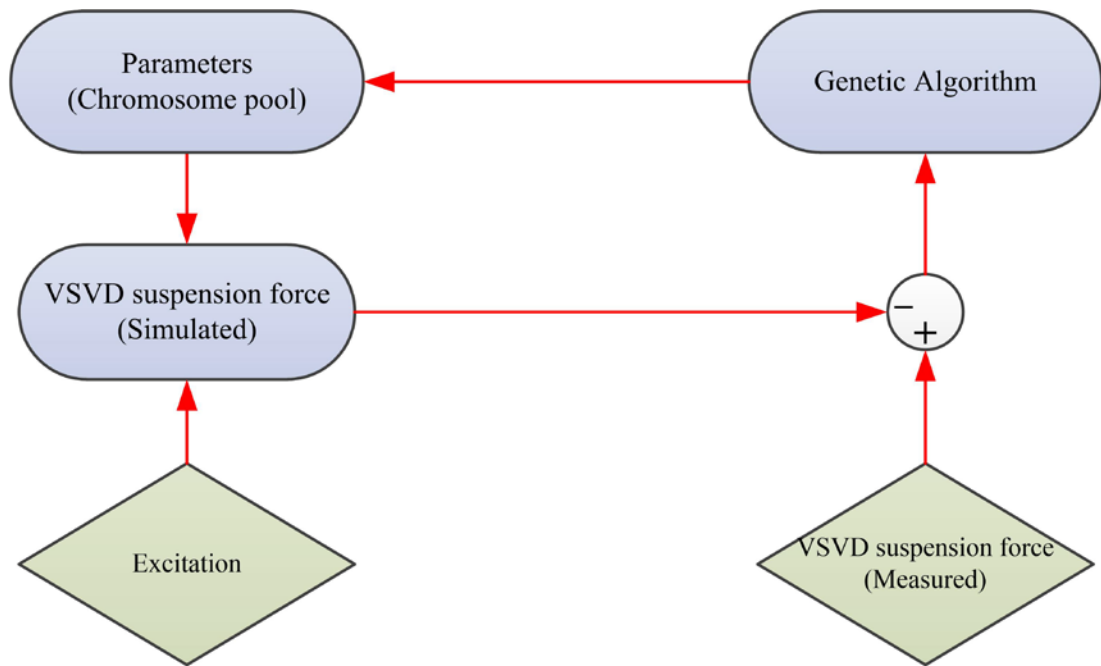 Parameters
(Chromosome pool)
Genetic Algorithm
VSVD suspension force
(Simulated)
−
+
Excitation
VSVD suspension force
(Measured)